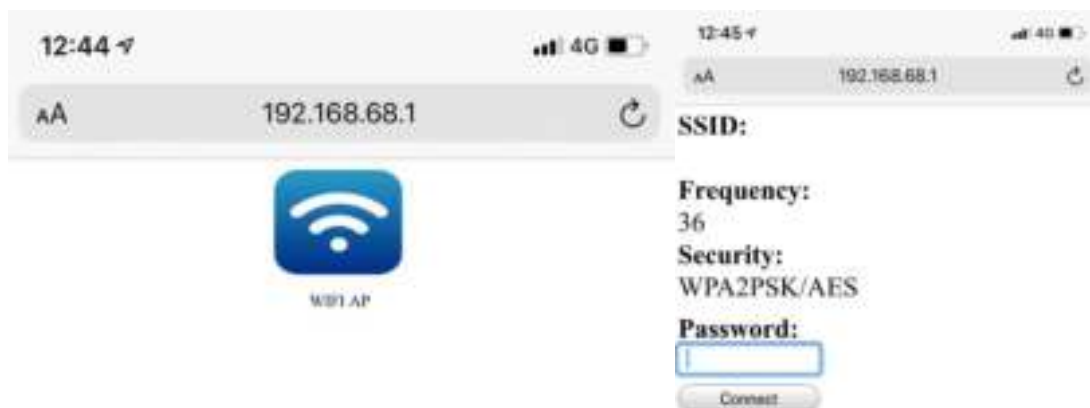 12:44
4G
AA
192.168.68.1
WIFI AP
12:45
4G
AA
192.168.68.1
SSID:
Frequency:
36
Security:
WPA2PSK/AES
Password:
Connect